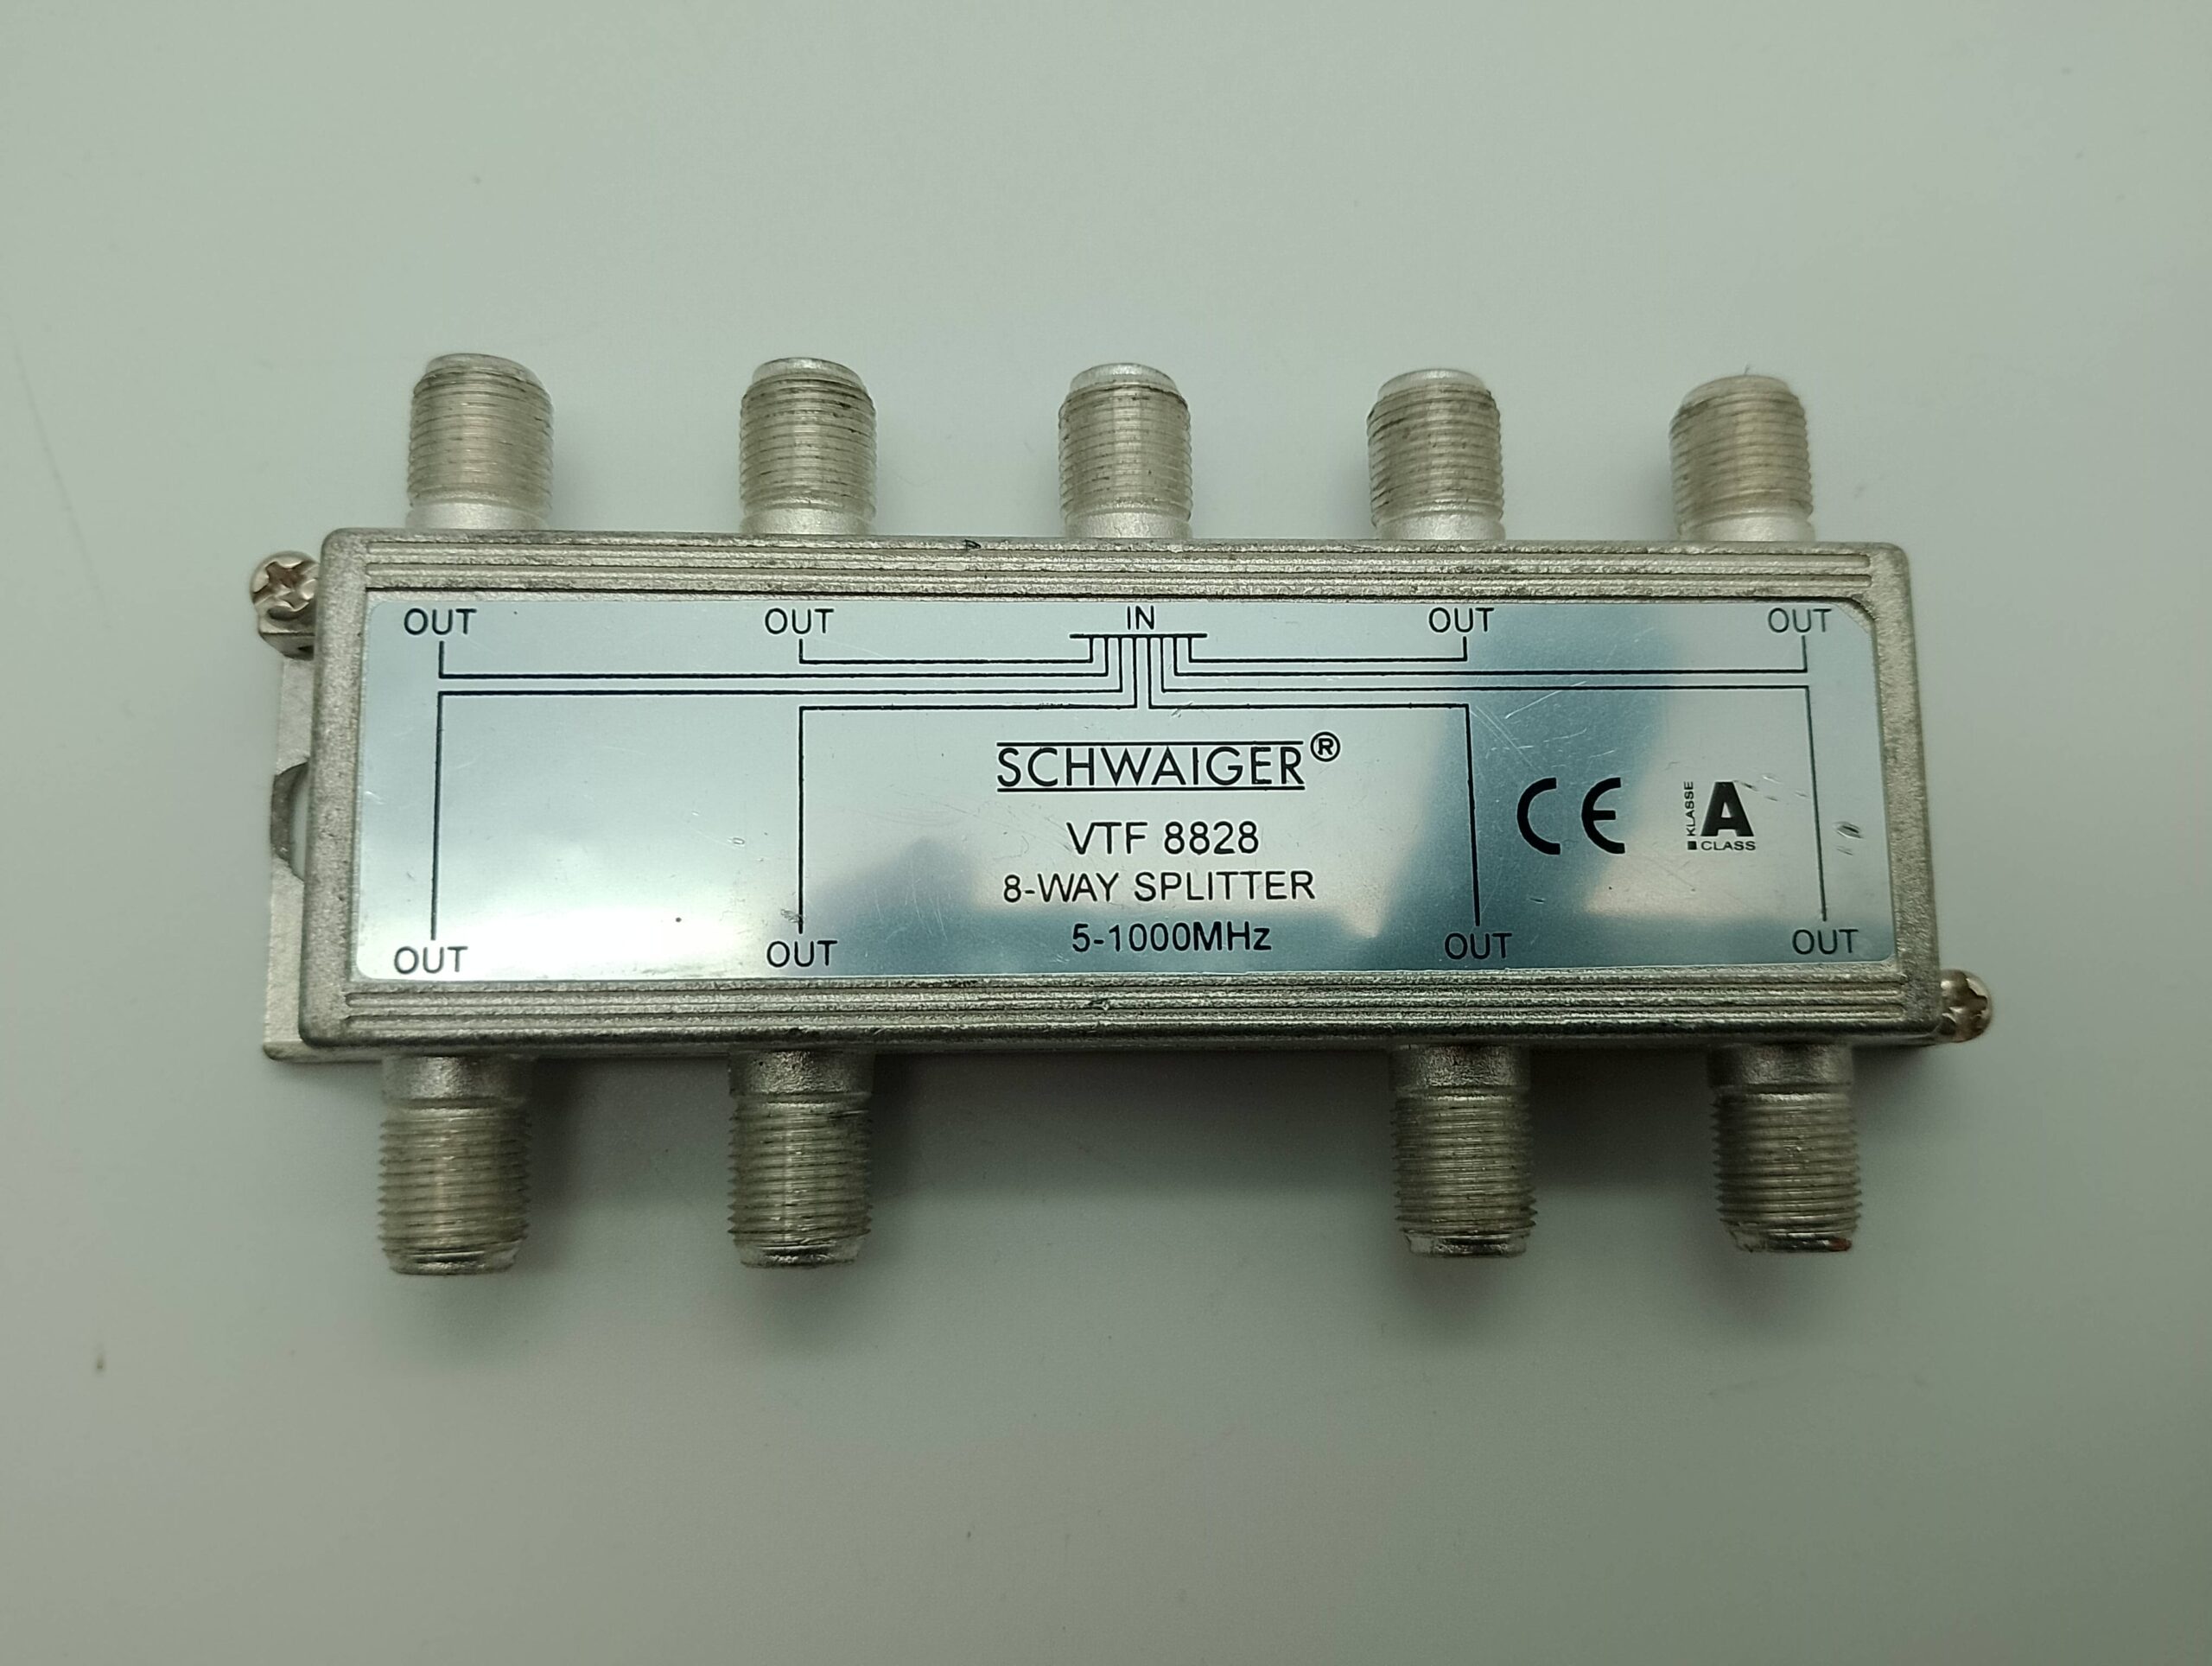 OUT OUT IN OUT OUT
SCHWAIGER®
VTF 8828
8-WAY SPLITTER
5-1000MHz
CE
KLASSE
A
CLASS
OUT OUT OUT OUT